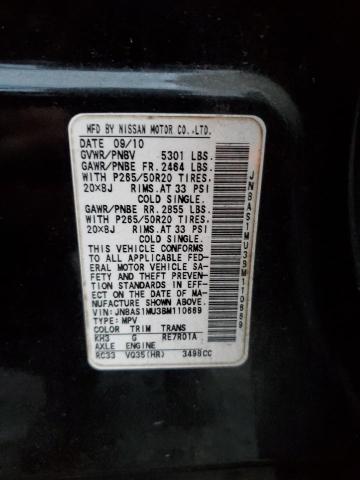 MFD BY NISSAN MOTOR CO.,LTD.
DATE 09/10
GVWR/PNBV 5301 LBS.
GAWR/PNBE FR. 2464 LBS.
WITH P265/50R20 TIRES.
20X8J RIMS. AT 33 PSI
COLD SINGLE.
GAWR/PNBE RR. 2855 LBS.
WITH P265/50R20 TIRES.
20X8J RIMS. AT 33 PSI
COLD SINGLE.
THIS VEHICLE CONFORMS
TO ALL APPLICABLE FED-
ERAL MOTOR VEHICLE SA-
FETY AND THEFT PREVEN-
TION STANDARDS IN EFFECT
ON THE DATE OF MA-
NUFACTURE SHOWN ABOVE.
VIN: JN8AS1MU3BM110669
TYPE: MPV
COLOR TRIM TRANS
KH3 G RE7R01A
AXLE ENGINE
RC33 VQ35(HR) 3498CC
JN8AS1MU3BM110669